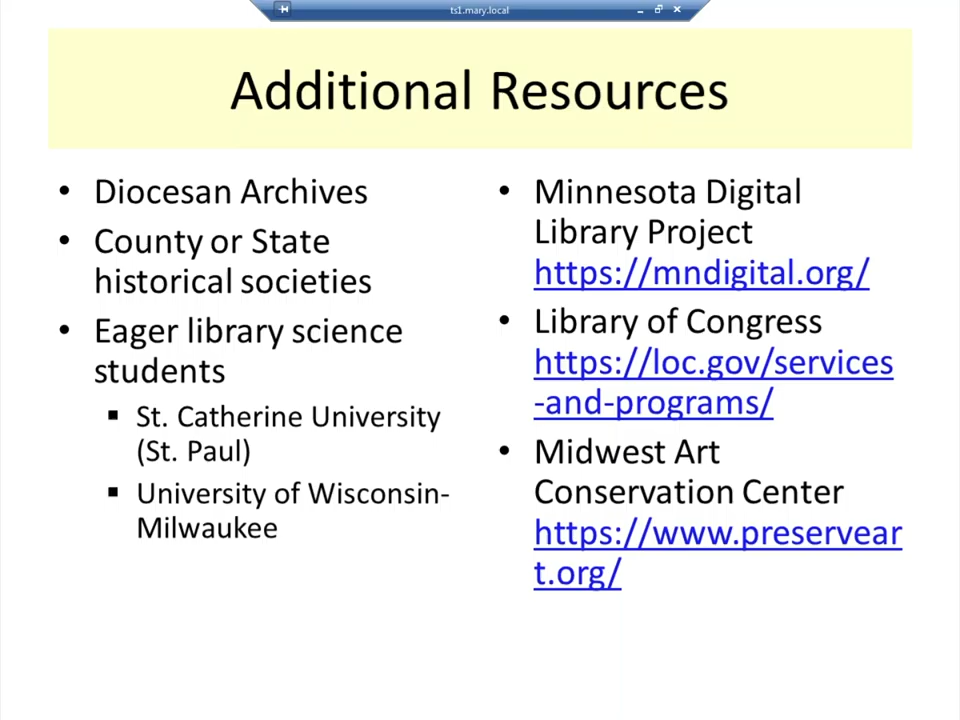 ts1.mary.local
Additional Resources
• Diocesan Archives
• County or State
historical societies
• Eager library science
students
▪ St. Catherine University
(St. Paul)
▪ University of Wisconsin-
Milwaukee
• Minnesota Digital
Library Project
https://mndigital.org/
• Library of Congress
https://loc.gov/services
-and-programs/
• Midwest Art
Conservation Center
https://www.preservear
t.org/